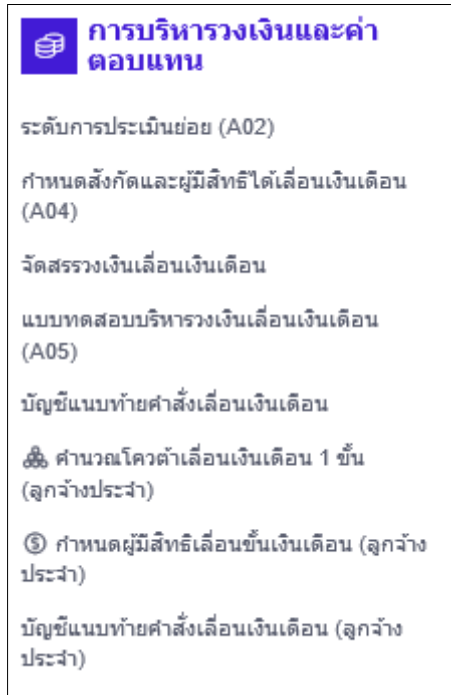 การบริหารวงเงินและค่า
ตอบแทน
ระดับการประเมินย่อย (A02)
กำหนดสังกัดและผู้มีสิทธิได้เลื่อนเงินเดือน
(A04)
จัดสรรวงเงินเลื่อนเงินเดือน
แบบทดสอบบริหารวงเงินเลื่อนเงินเดือน
(A05)
บัญชีแนบท้ายคำสั่งเลื่อนเงินเดือน
คำนวณโควต้าเลื่อนเงินเดือน 1 ขั้น
(ลูกจ้างประจำ)
กำหนดผู้มีสิทธิเลื่อนขั้นเงินเดือน (ลูกจ้าง
ประจำ)
บัญชีแนบท้ายคำสั่งเลื่อนเงินเดือน (ลูกจ้าง
ประจำ)